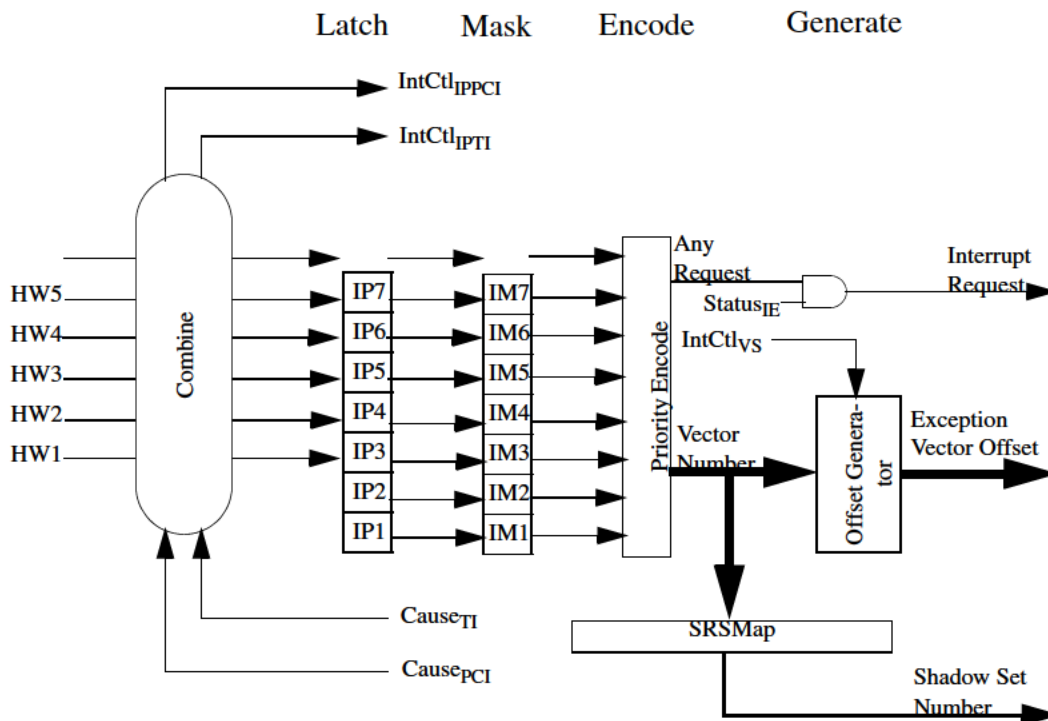 Latch Mask Encode Generate
IntCtlIPPCI
IntCtlIPTI
Combine
HW5
HW4
HW3
HW2
HW1
IP7
IP6
IP5
IP4
IP3
IP2
IP1
IM7
IM6
IM5
IM4
IM3
IM2
IM1
Priority Encode
Any
Request
StatusIE
Interrupt
Request
IntCtlVS
Vector
Number
Offset Genera-
tor
Exception
Vector Offset
CauseTI
CausePCI
SRSMap
Shadow Set
Number